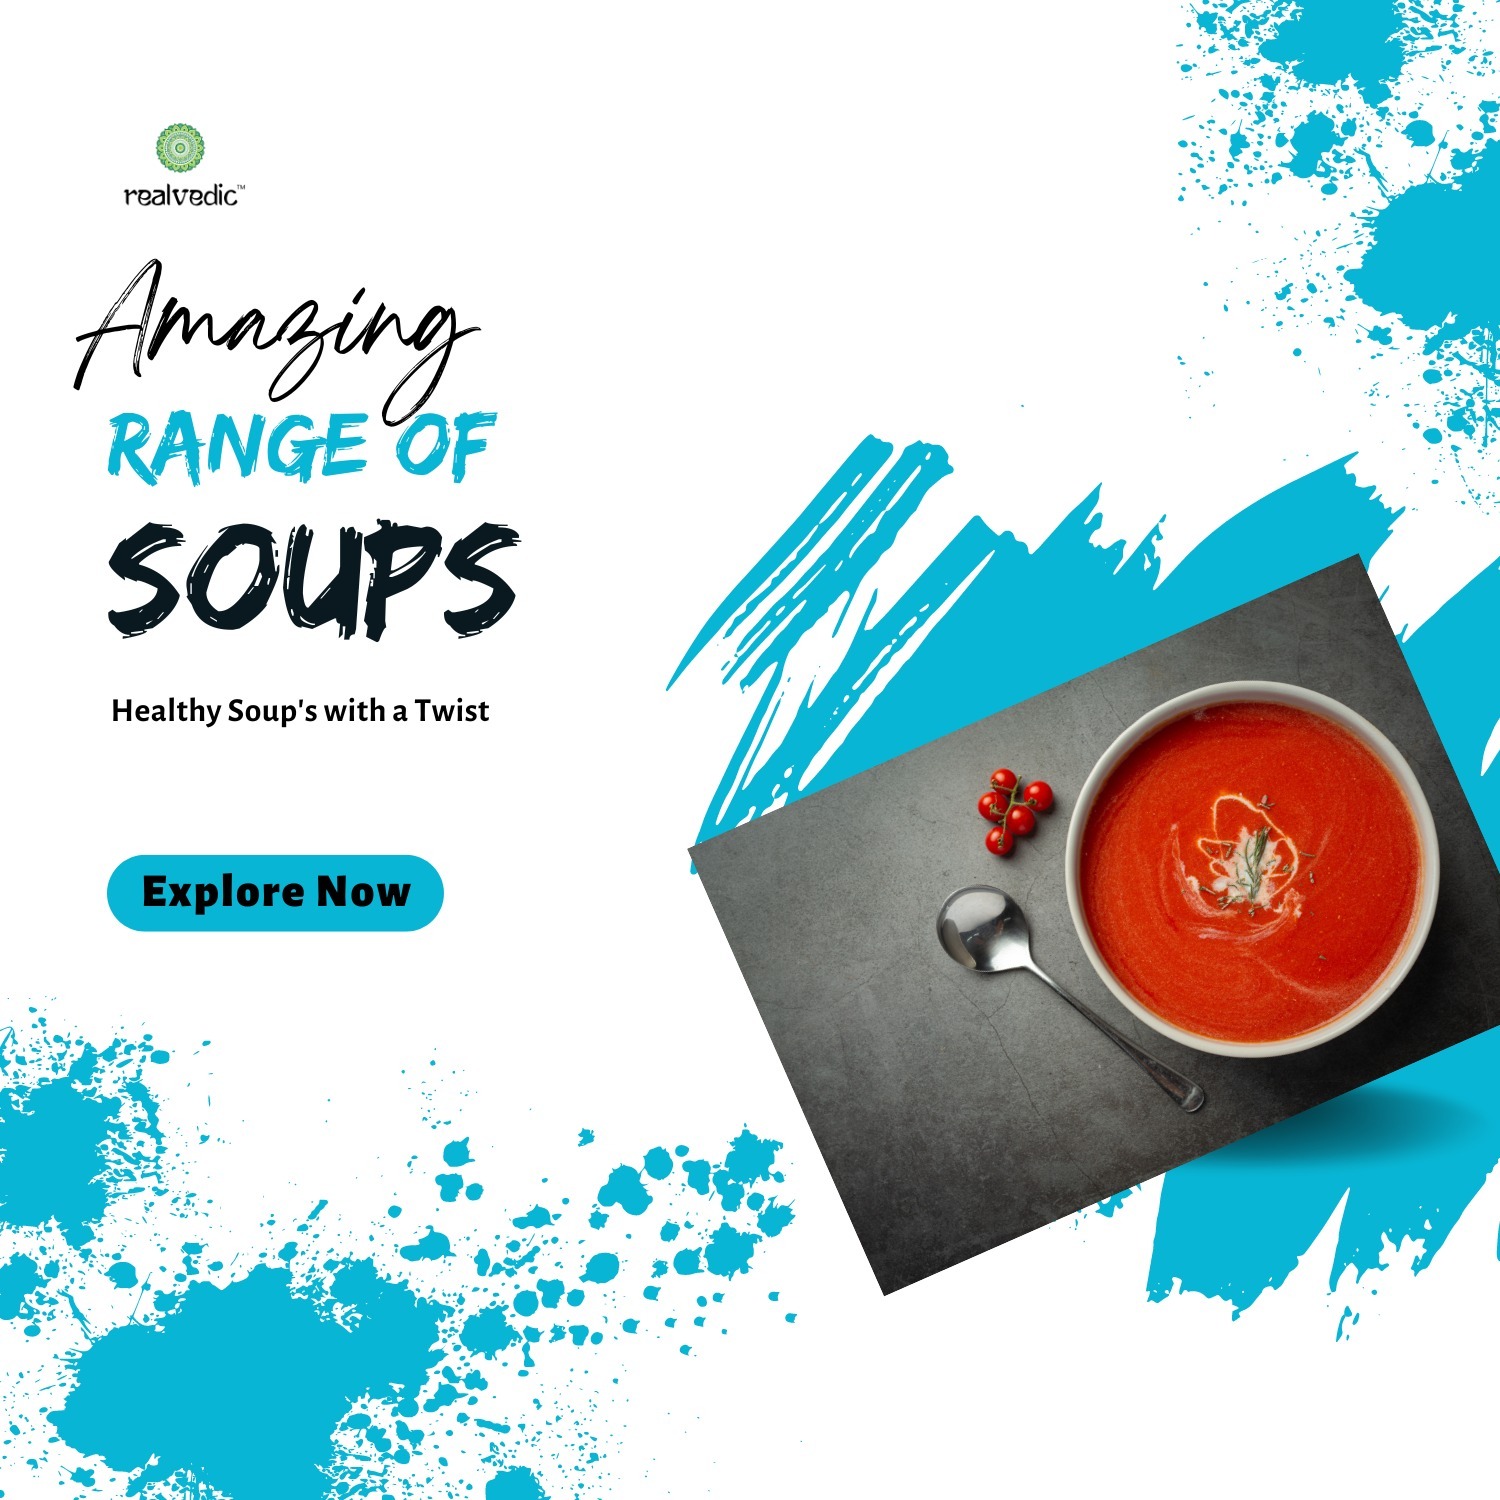 realvedic™
Amazing
RANGE OF
SOUPS
Healthy Soup's with a Twist
Explore Now